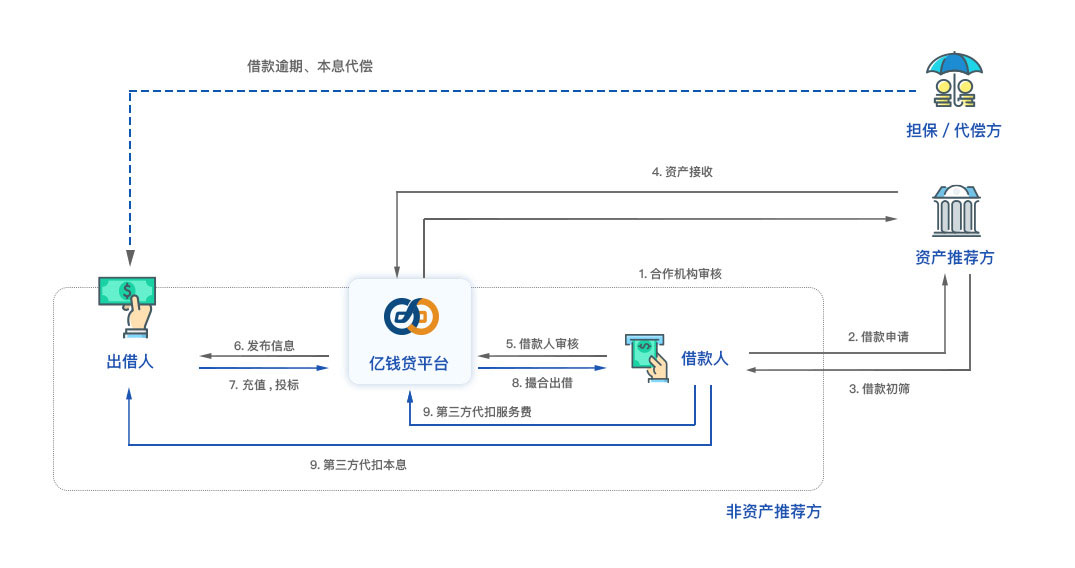 借款逾期、本息代偿
担保 / 代偿方
4. 资产接收
资产推荐方
1. 合作机构审核
6. 发布信息
5. 借款人审核
2. 借款申请
出借人
亿钱贷平台
借款人
7. 充值 , 投标
8. 撮合出借
3. 借款初筛
9. 第三方代扣服务费
9. 第三方代扣本息
非资产推荐方